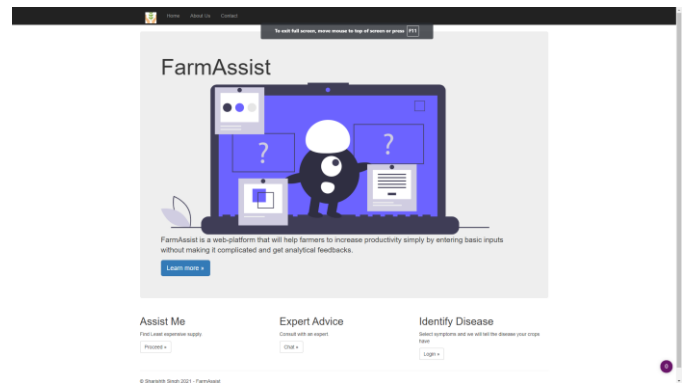 Home About Us Contact
To exit full screen, move mouse to top of screen or press F11
FarmAssist
? ?
FarmAssist is a web-platform that will help farmers to increase productivity simply by entering basic inputs
without making it complicated and get analytical feedbacks.
Learn more »
Assist Me
Find Least expensive supply
Proceed »
Expert Advice
Consult with an expert
Chat »
Identify Disease
Select symptoms and we will tell the disease your crops
have
Login »
Singh 2021 - FarmAssist